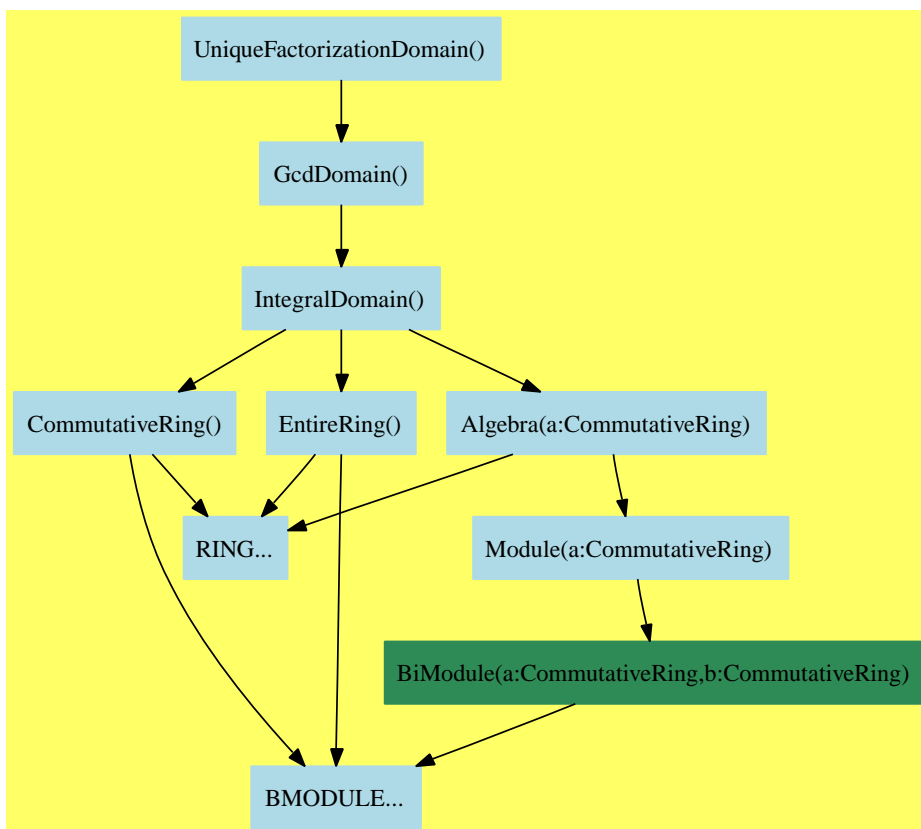 UniqueFactorizationDomain()
GcdDomain()
IntegralDomain()
CommutativeRing()
EntireRing()
Algebra(a:CommutativeRing)
RING...
Module(a:CommutativeRing)
BiModule(a:CommutativeRing,b:CommutativeRing)
BMODULE...